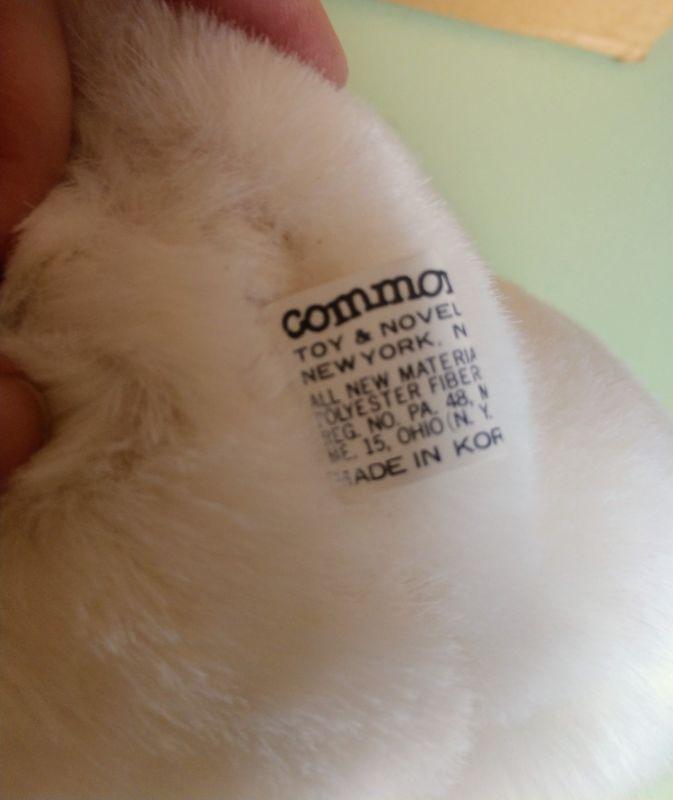 commo
TOY & NOVEL
NEW YORK, N
ALL NEW MATERIA
POLYESTER FIBER
REG. NO. PA. 48, N
ME. 15, OHIO (N. Y.
MADE IN KOR